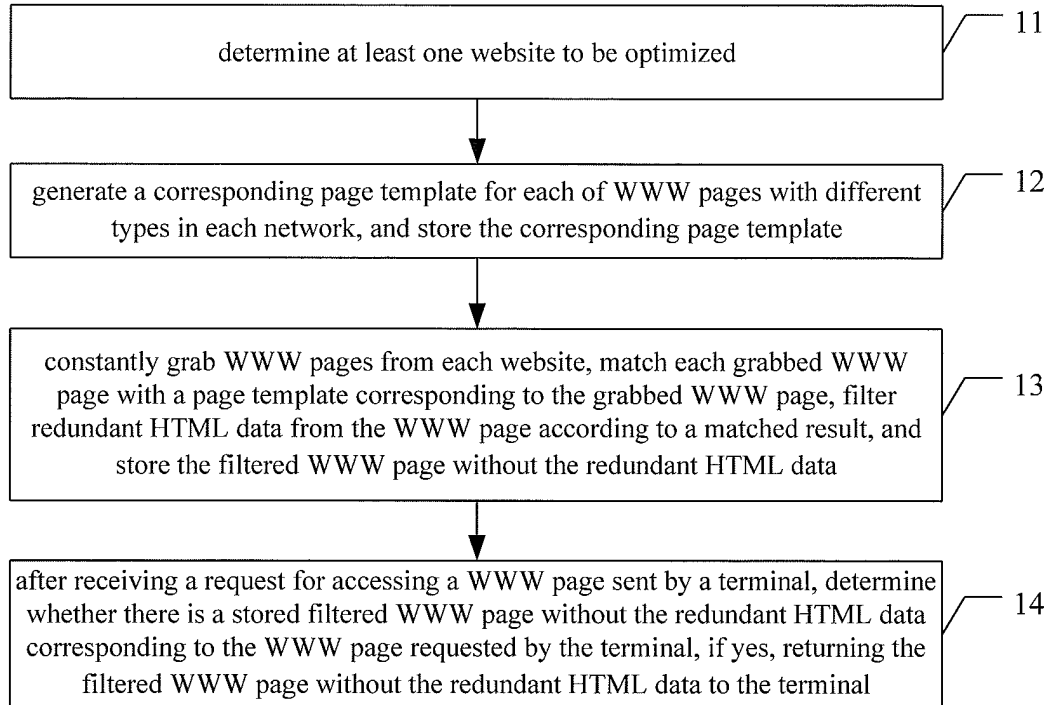 determine at least one website to be optimized
11
generate a corresponding page template for each of WWW pages with different
types in each network, and store the corresponding page template
12
constantly grab WWW pages from each website, match each grabbed WWW
page with a page template corresponding to the grabbed WWW page, filter
redundant HTML data from the WWW page according to a matched result, and
store the filtered WWW page without the redundant HTML data
13
after receiving a request for accessing a WWW page sent by a terminal, determine
whether there is a stored filtered WWW page without the redundant HTML data
corresponding to the WWW page requested by the terminal, if yes, returning the
filtered WWW page without the redundant HTML data to the terminal
14